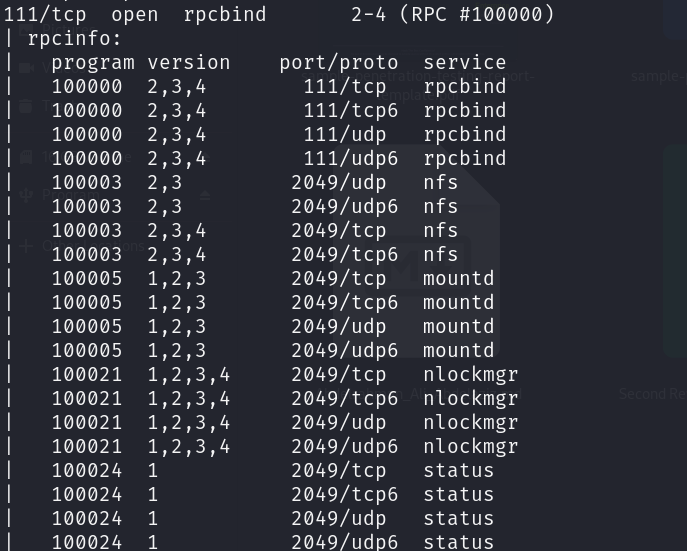 111/tcp  open  rpcbind       2-4 (RPC #100000)
| rpcinfo:
|   program version    port/proto  service
|   100000  2,3,4        111/tcp   rpcbind
|   100000  2,3,4        111/tcp6  rpcbind
|   100000  2,3,4        111/udp   rpcbind
|   100000  2,3,4        111/udp6  rpcbind
|   100003  2,3         2049/udp   nfs
|   100003  2,3         2049/udp6  nfs
|   100003  2,3,4       2049/tcp   nfs
|   100003  2,3,4       2049/tcp6  nfs
|   100005  1,2,3       2049/tcp   mountd
|   100005  1,2,3       2049/tcp6  mountd
|   100005  1,2,3       2049/udp   mountd
|   100005  1,2,3       2049/udp6  mountd
|   100021  1,2,3,4     2049/tcp   nlockmgr
|   100021  1,2,3,4     2049/tcp6  nlockmgr
|   100021  1,2,3,4     2049/udp   nlockmgr
|   100021  1,2,3,4     2049/udp6  nlockmgr
|   100024  1           2049/tcp   status
|   100024  1           2049/tcp6  status
|   100024  1           2049/udp   status
|   100024  1           2049/udp6  status